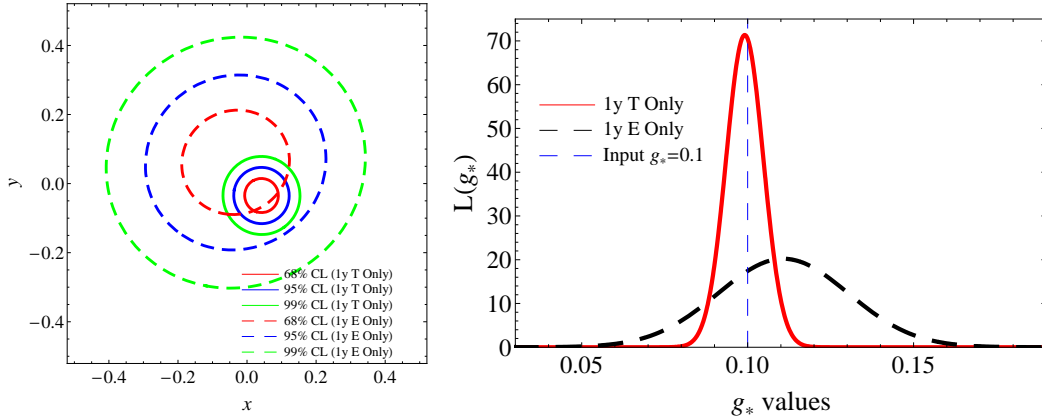 0.4
0.2
0.0
−0.2
−0.4
y
68% CL (1y T Only)
95% CL (1y T Only)
99% CL (1y T Only)
68% CL (1y E Only)
95% CL (1y E Only)
99% CL (1y E Only)
−0.4 −0.2 0.0 0.2 0.4
x
70
60
50
40
30
20
10
0
L(g*)
1y T Only
1y E Only
Input g*=0.1
0.05 0.10 0.15
g* values